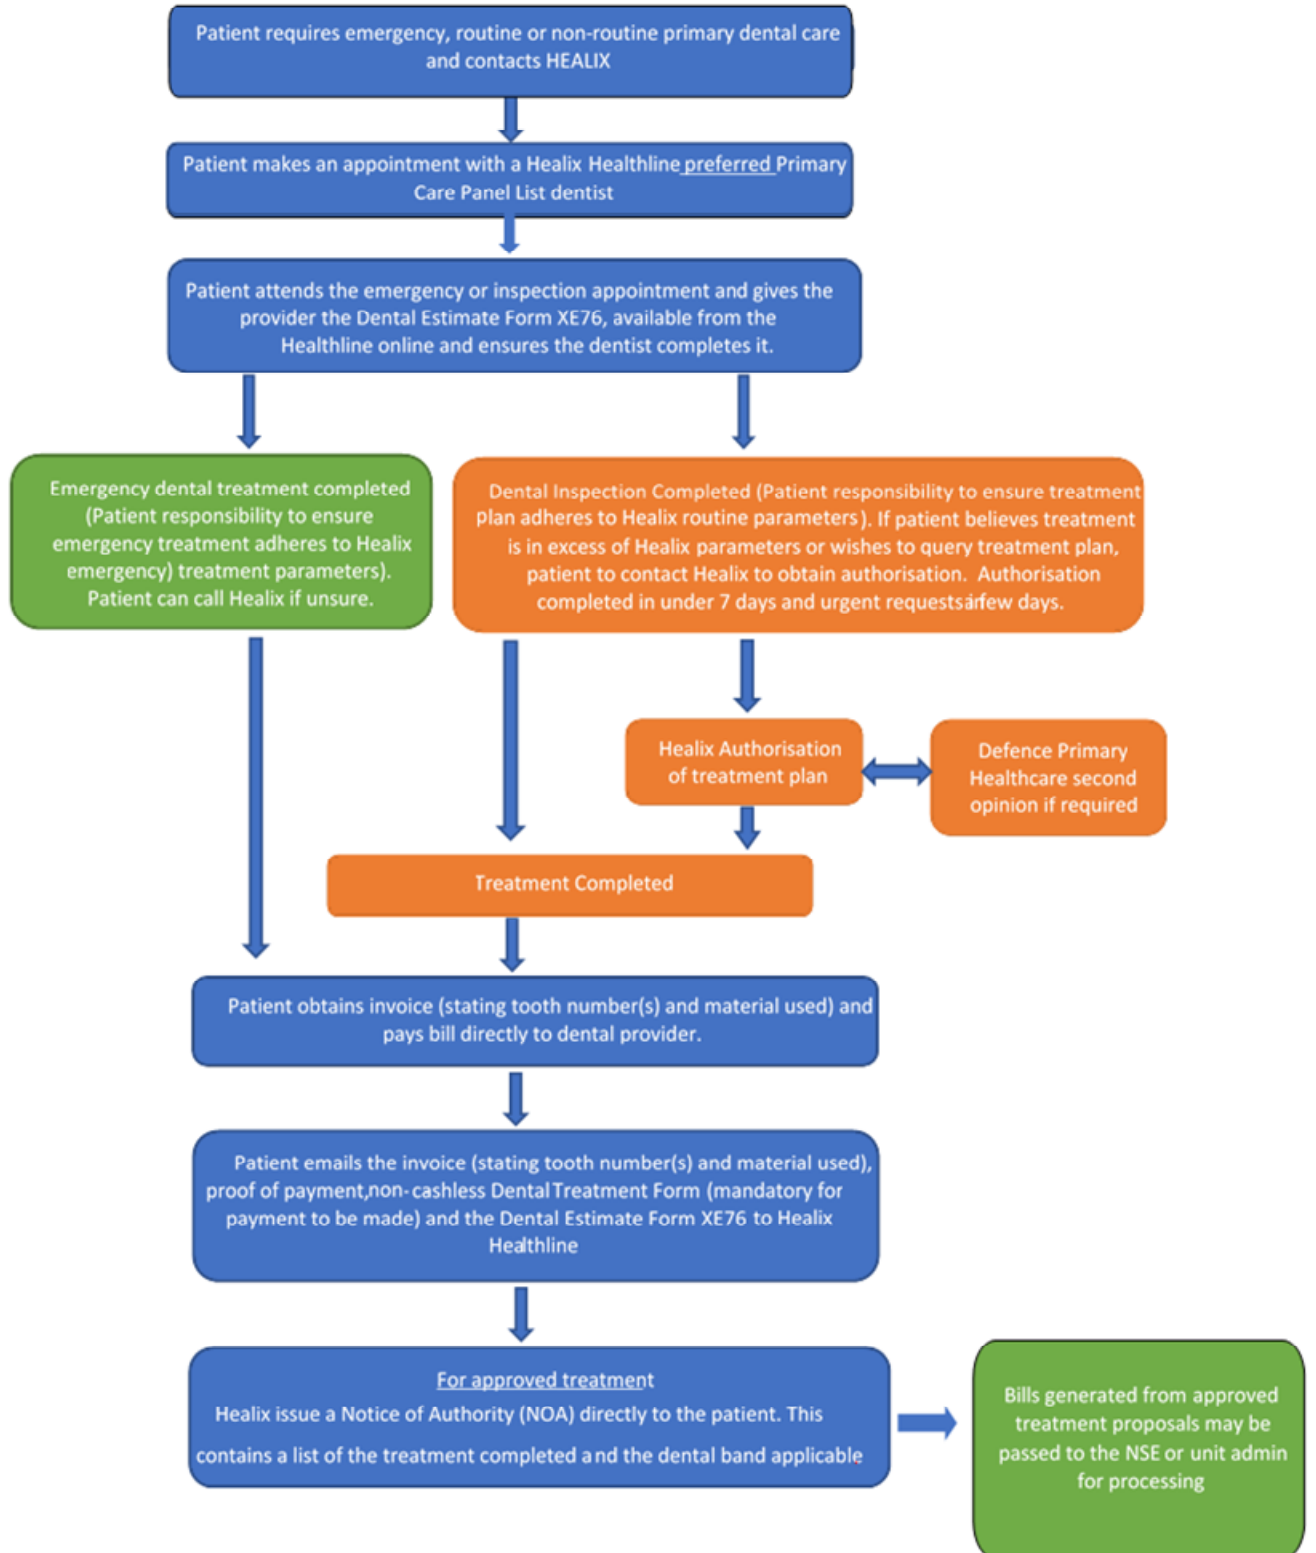 Patient requires emergency, routine or non-routine primary dental care
and contacts HEALIX
Patient makes an appointment with a Healix Healthline preferred Primary
Care Panel List dentist
Patient attends the emergency or inspection appointment and gives the
provider the Dental Estimate Form XE76, available from the
Healthline online and ensures the dentist completes it.
Emergency dental treatment completed
(Patient responsibility to ensure
emergency treatment adheres to Healix
emergency) treatment parameters).
Patient can call Healix if unsure.
Dental Inspection Completed (Patient responsibility to ensure treatment
plan adheres to Healix routine parameters). If patient believes treatment
is in excess of Healix parameters or wishes to query treatment plan,
patient to contact Healix to obtain authorisation. Authorisation
completed in under 7 days and urgent requests in few days.
Healix Authorisation
of treatment plan
Defence Primary
Healthcare second
opinion if required
Treatment Completed
Patient obtains invoice (stating tooth number(s) and material used) and
pays bill directly to dental provider.
Patient emails the invoice (stating tooth number(s) and material used),
proof of payment,non-cashless Dental Treatment Form (mandatory for
payment to be made) and the Dental Estimate Form XE76 to Healix
Healthline
For approved treatment
Healix issue a Notice of Authority (NOA) directly to the patient. This
contains a list of the treatment completed and the dental band applicable.
Bills generated from approved
treatment proposals may be
passed to the NSE or unit admin
for processing